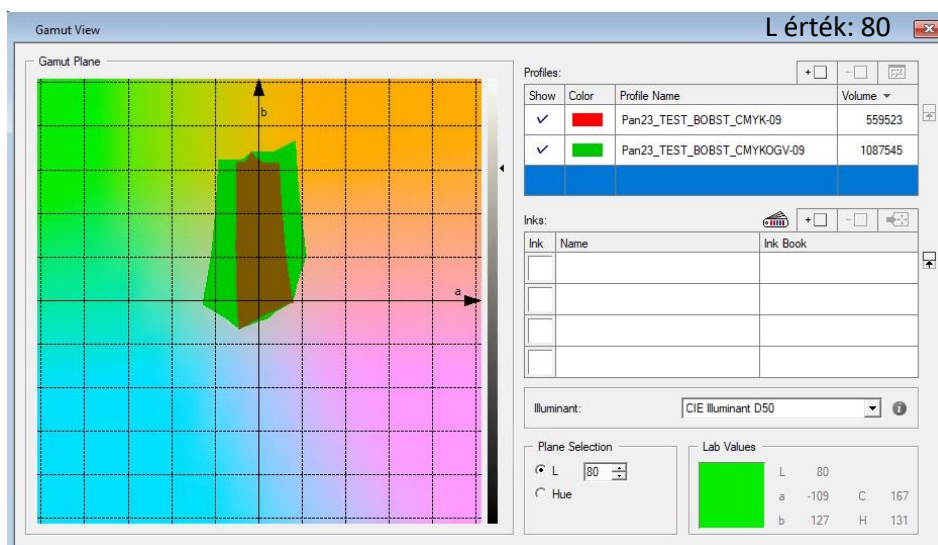 Gamut View
L érték: 80
Gamut Plane
b
a
Profiles:
Show Color Profile Name Volume
Pan23_TEST_BOBST_CMYK-09 559523
Pan23_TEST_BOBST_CMYKOGV-09 1087545
Inks:
Ink Name Ink Book
Illuminant: CIE Illuminant D50
Plane Selection
L 80
Hue
Lab Values
L 80
a -109 C 167
b 127 H 131